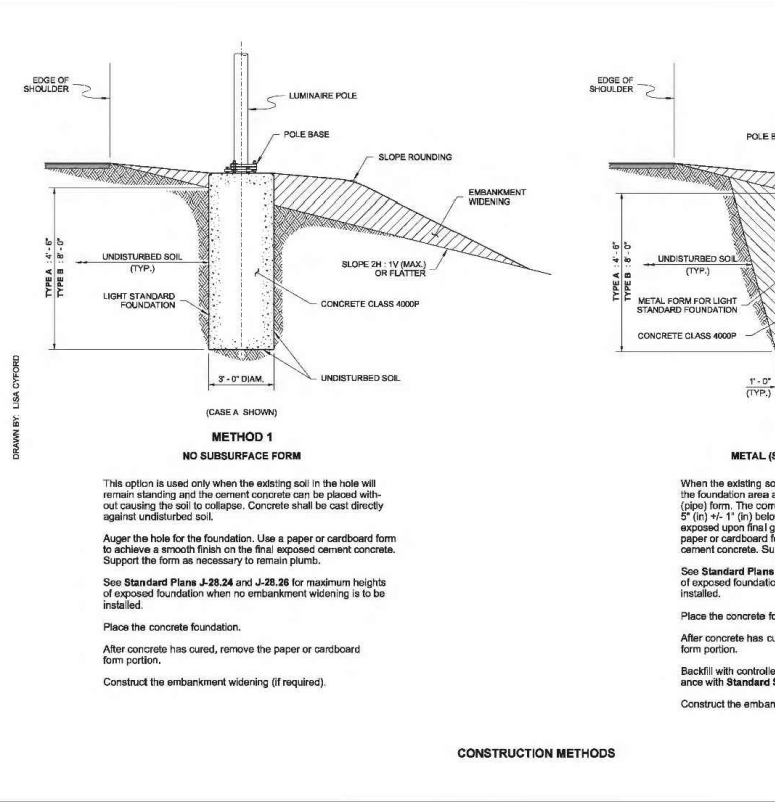 EDGE OF
SHOULDER
LUMINAIRE POLE
POLE BASE
SLOPE ROUNDING
EMBANKMENT
WIDENING
TYPE A : 4' - 6"
TYPE B : 8' - 0"
UNDISTURBED SOIL
(TYP.)
SLOPE 2H : 1V (MAX.)
OR FLATTER
LIGHT STANDARD
FOUNDATION
CONCRETE CLASS 4000P
3' - 0" DIAM.
UNDISTURBED SOIL
(CASE A SHOWN)
METHOD 1
NO SUBSURFACE FORM
This option is used only when the existing soil in the hole will
remain standing and the cement concrete can be placed with-
out causing the soil to collapse. Concrete shall be cast directly
against undisturbed soil.
Auger the hole for the foundation. Use a paper or cardboard form
to achieve a smooth finish on the final exposed cement concrete.
Support the form as necessary to remain plumb.
See Standard Plans J-28.24 and J-28.26 for maximum heights
of exposed foundation when no embankment widening is to be
installed.
Place the concrete foundation.
After concrete has cured, remove the paper or cardboard
form portion.
Construct the embankment widening (if required).
DRAWN BY: LISA CYFORD
EDGE OF
SHOULDER
POLE B
TYPE A : 4' - 6"
TYPE B : 8' - 0"
UNDISTURBED SOIL
(TYP.)
METAL FORM FOR LIGHT
STANDARD FOUNDATION
CONCRETE CLASS 4000P
1' - 0"
(TYP.)
METAL (S
When the existing so
the foundation area a
(pipe) form. The corr
5" (in) +/- 1" (in) belo
exposed upon final g
paper or cardboard fo
cement concrete. Su
See Standard Plans
of exposed foundatio
installed.
Place the concrete fo
After concrete has cu
form portion.
Backfill with controlle
ance with Standard S
Construct the emban
CONSTRUCTION METHODS